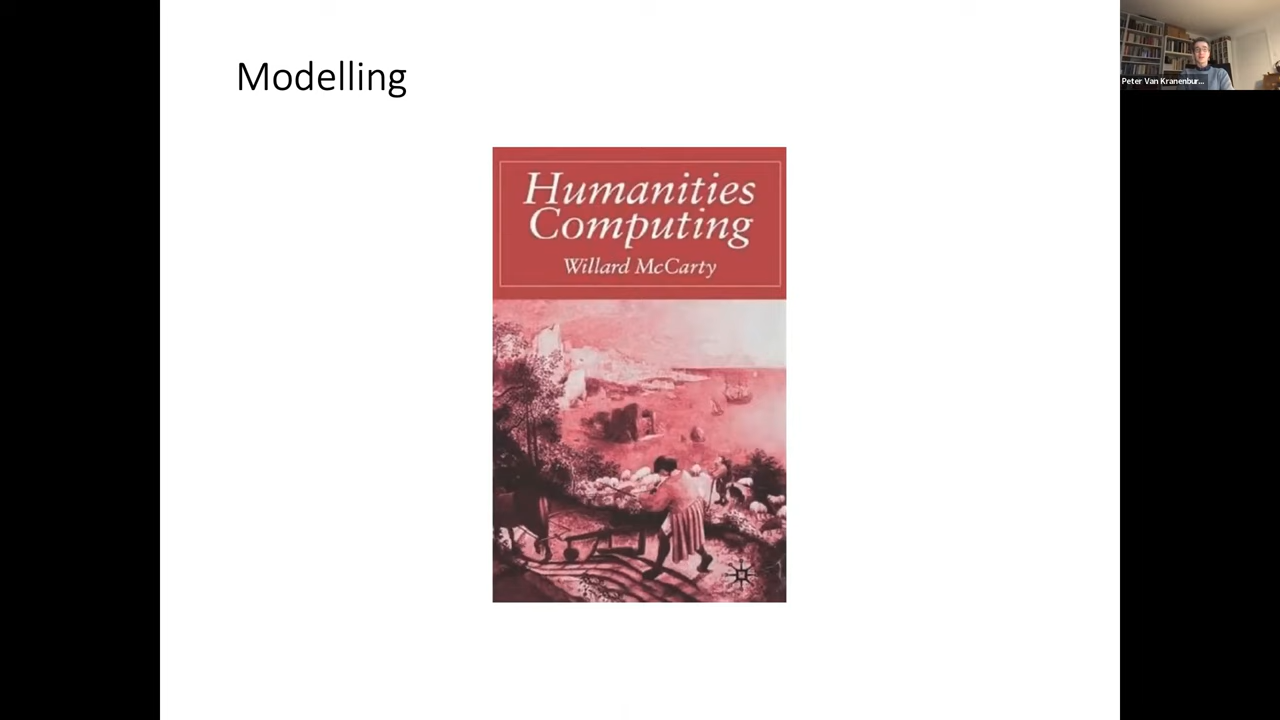 Modelling
Humanities
Computing
Willard McCarty
Peter Van Kranenbur...